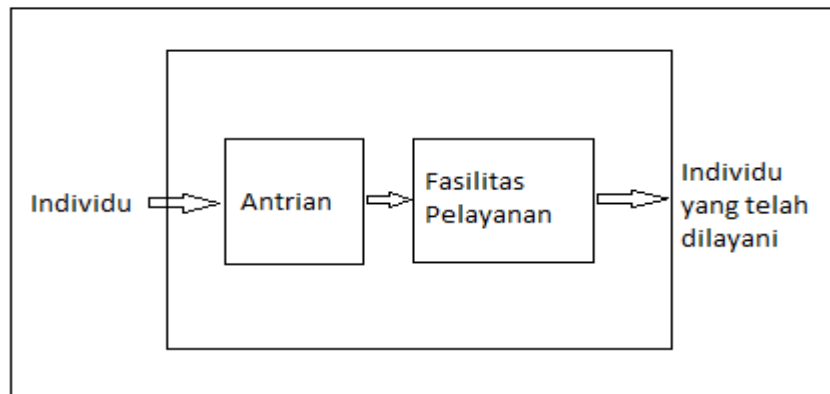 Individu
Antrian
Fasilitas
Pelayanan
Individu
yang telah
dilayani